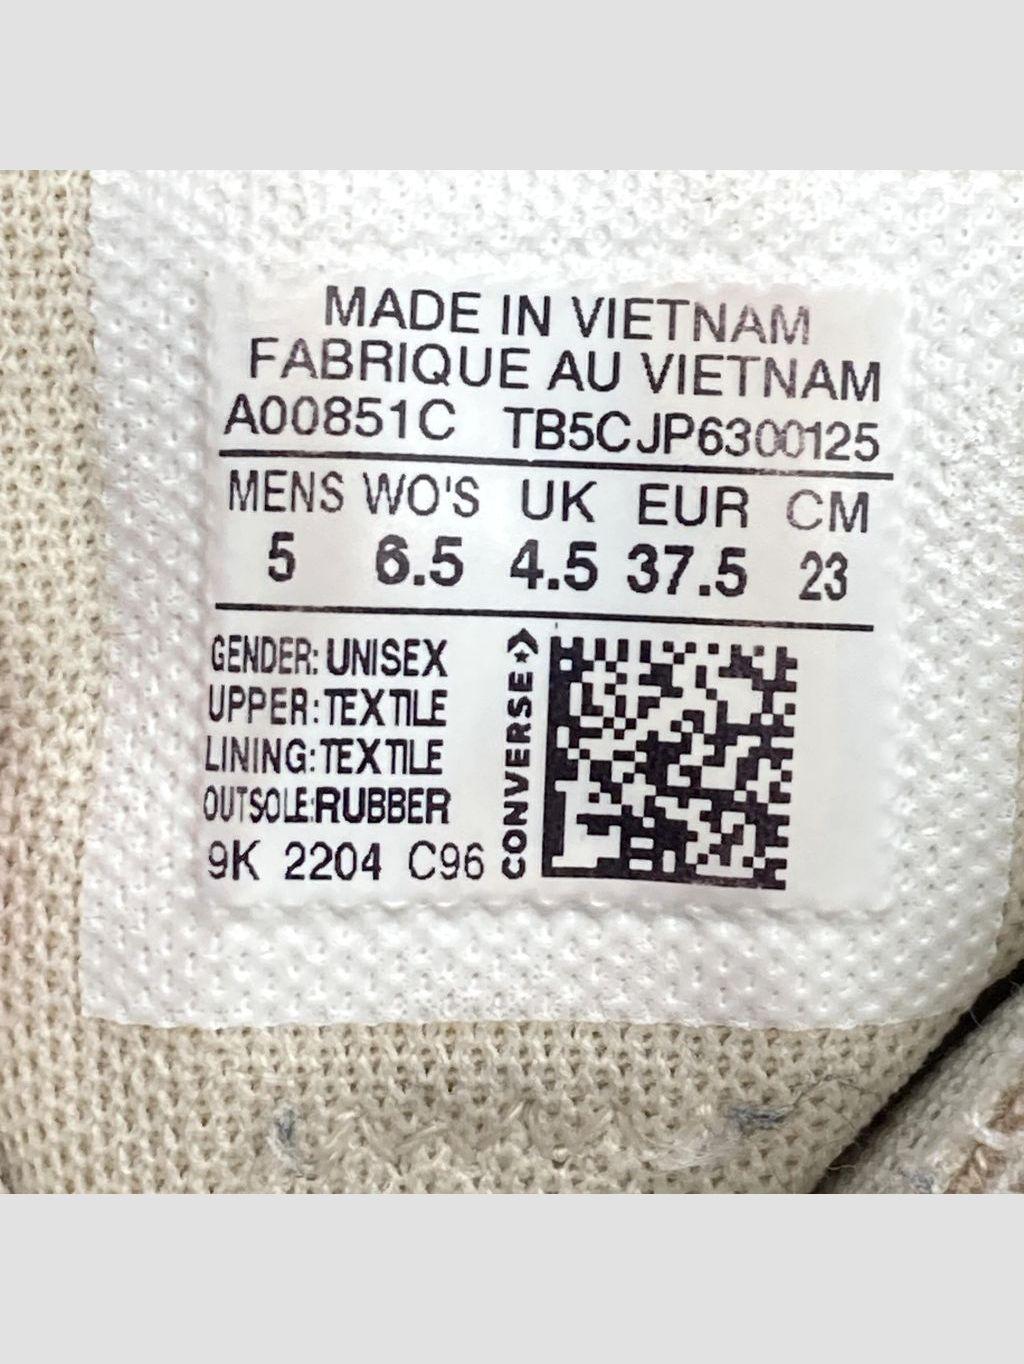 MADE IN VIETNAM
FABRIQUE AU VIETNAM
A00851C TB5CJP6300125
MENS WO'S UK EUR CM
5 6.5 4.5 37.5 23
GENDER: UNISEX
UPPER: TEXTILE
LINING: TEXTILE
OUTSOLE: RUBBER
9K 2204 C96
CONVERSE